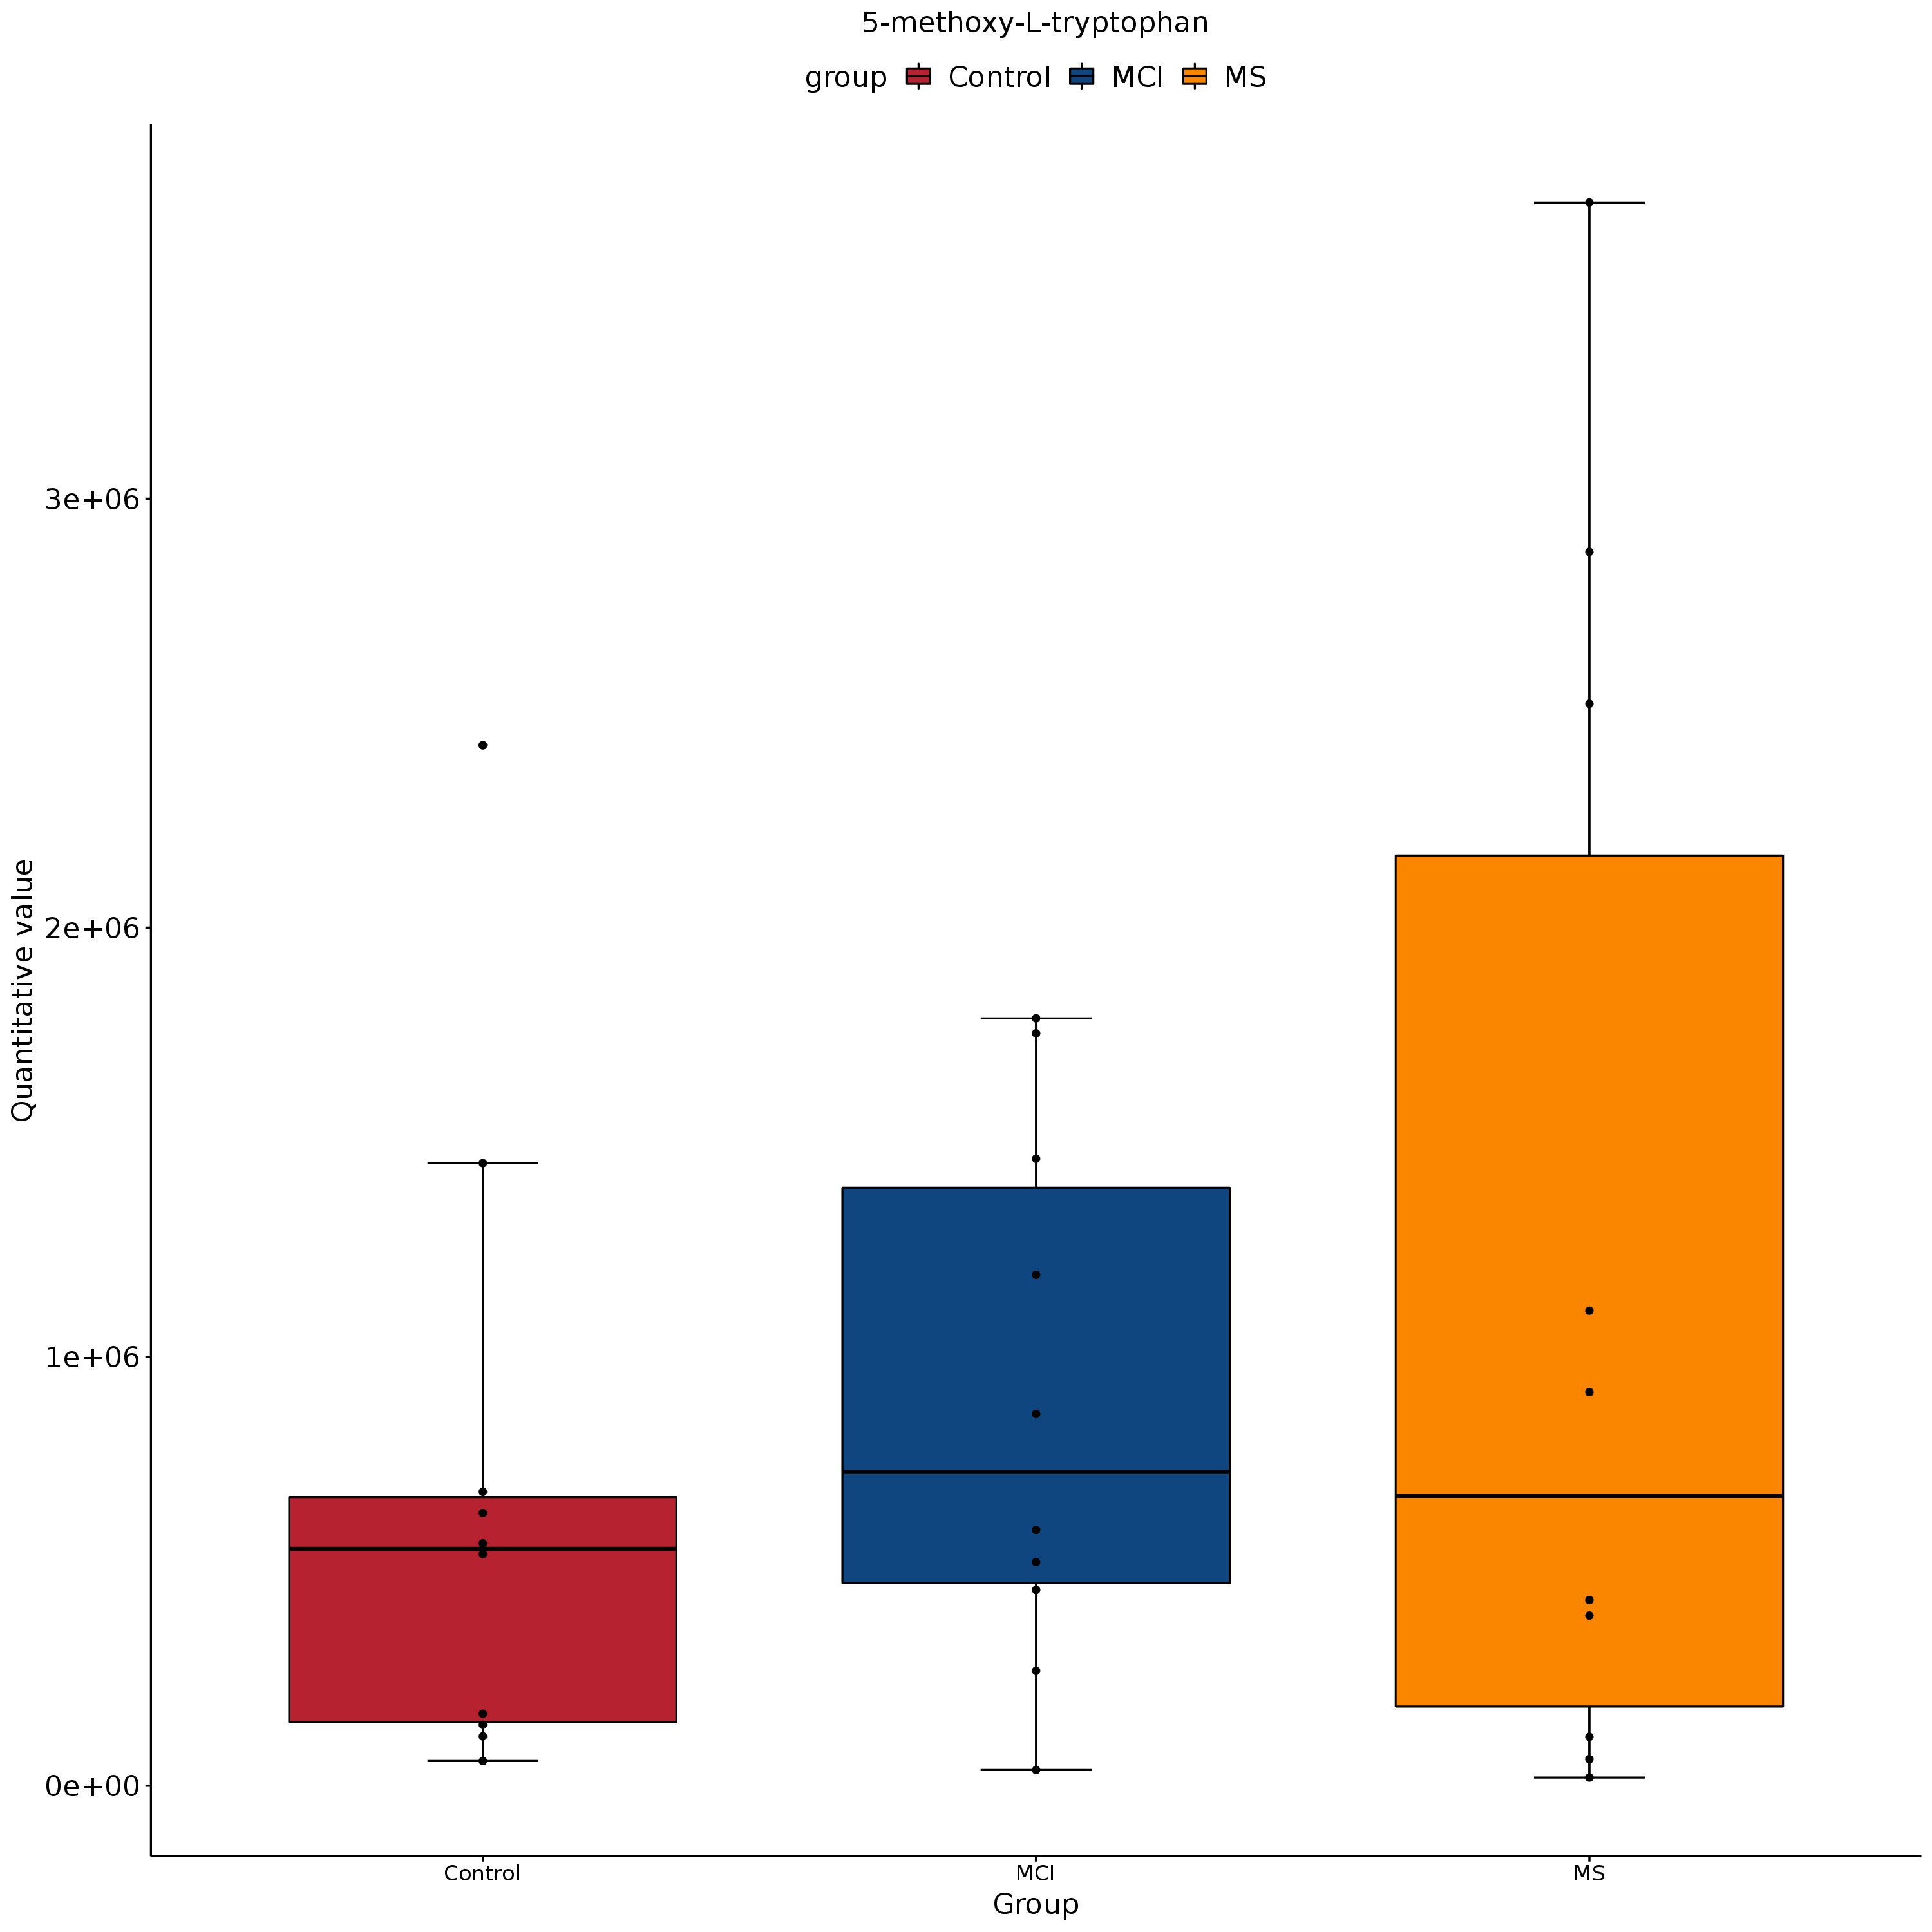 5-methoxy-L-tryptophan
group Control MCI MS
Quantitative value
3e+06
2e+06
1e+06
0e+00
Control MCI MS
Group